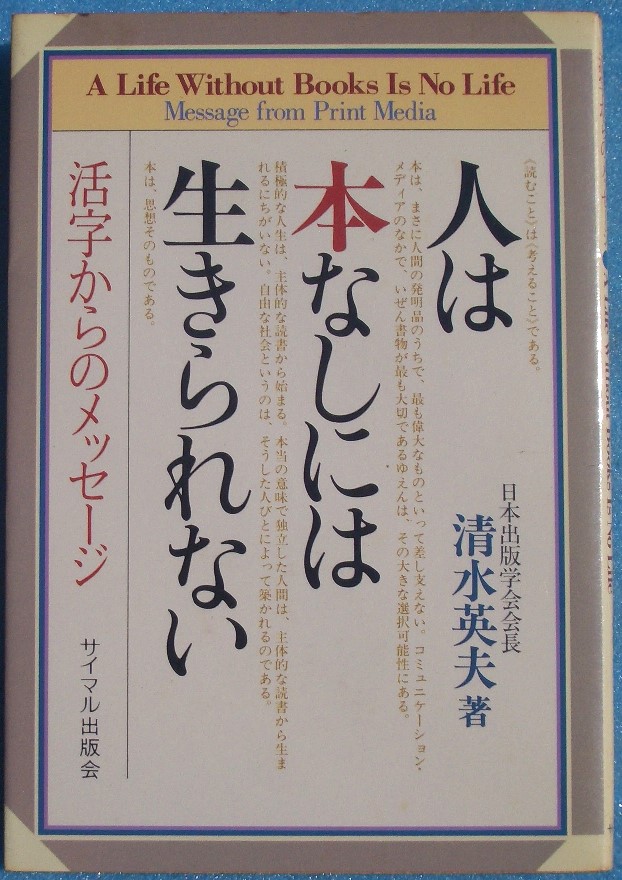 A Life Without Books Is No Life
Message from Print Media
《読むこと》は《考えること》である。
人は
本なしには
生きられない
本は、まさに人間の発明品のうちで、最も偉大なものといって差し支えない。コミュニケーション・
メディアのなかで、いぜん書物が最も大切であるゆえんは、その大きな選択可能性にある。
積極的な人生は、主体的な読書から始まる。本当の意味で独立した人間は、主体的な読書から生ま
れるにちがいない。自由な社会というのは、そうした人びとによって築かれるのである。
本は、思想そのものである。
日本出版学会会長
清水英夫 著
活字からのメッセージ
サイマル出版会